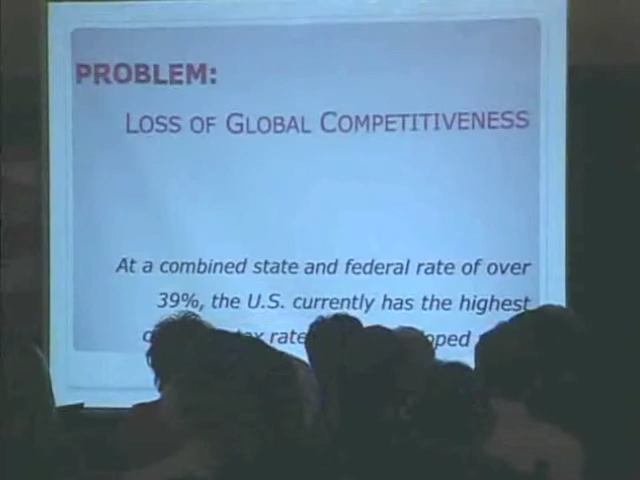 PROBLEM:
LOSS OF GLOBAL COMPETITIVENESS
At a combined state and federal rate of over
39%, the U.S. currently has the highest
tax rate